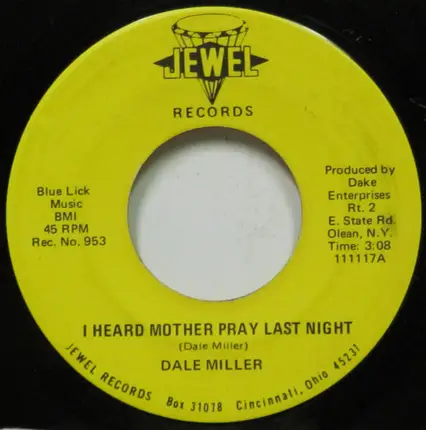 JEWEL
RECORDS
Blue Lick
Music
BMI
45 RPM
Rec. No. 953
Produced by
Dake
Enterprises
Rt. 2
E. State Rd.
Olean, N.Y.
Time: 3:08
111117A
I HEARD MOTHER PRAY LAST NIGHT
(Dale Miller)
DALE MILLER
JEWEL RECORDS Box 31078 Cincinnati, Ohio 45231